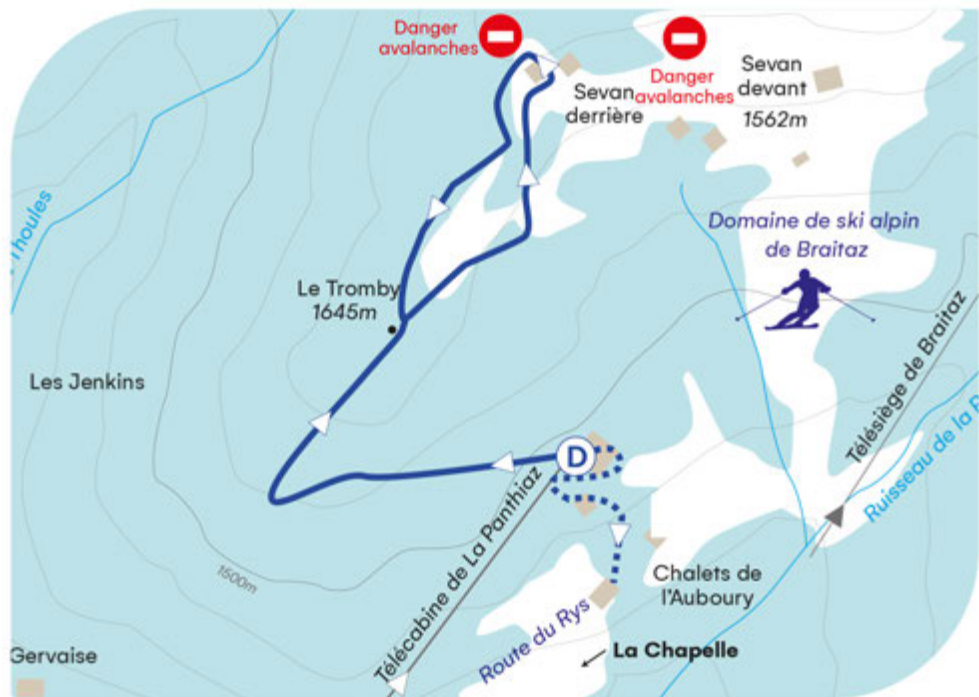 Danger
avalanches
Danger
avalanches
Sevan
derrière
Sevan
devant
1562m
Thoules
Domaine de ski alpin
de Braitaz
Le Tromby
1645m
Les Jenkins
Télésiège de Braitaz
Ruisseau de la
D
Télécabine de La Panthiaz
1500m
Chalets de
l'Auboury
Route du Rys
La Chapelle
Gervaise